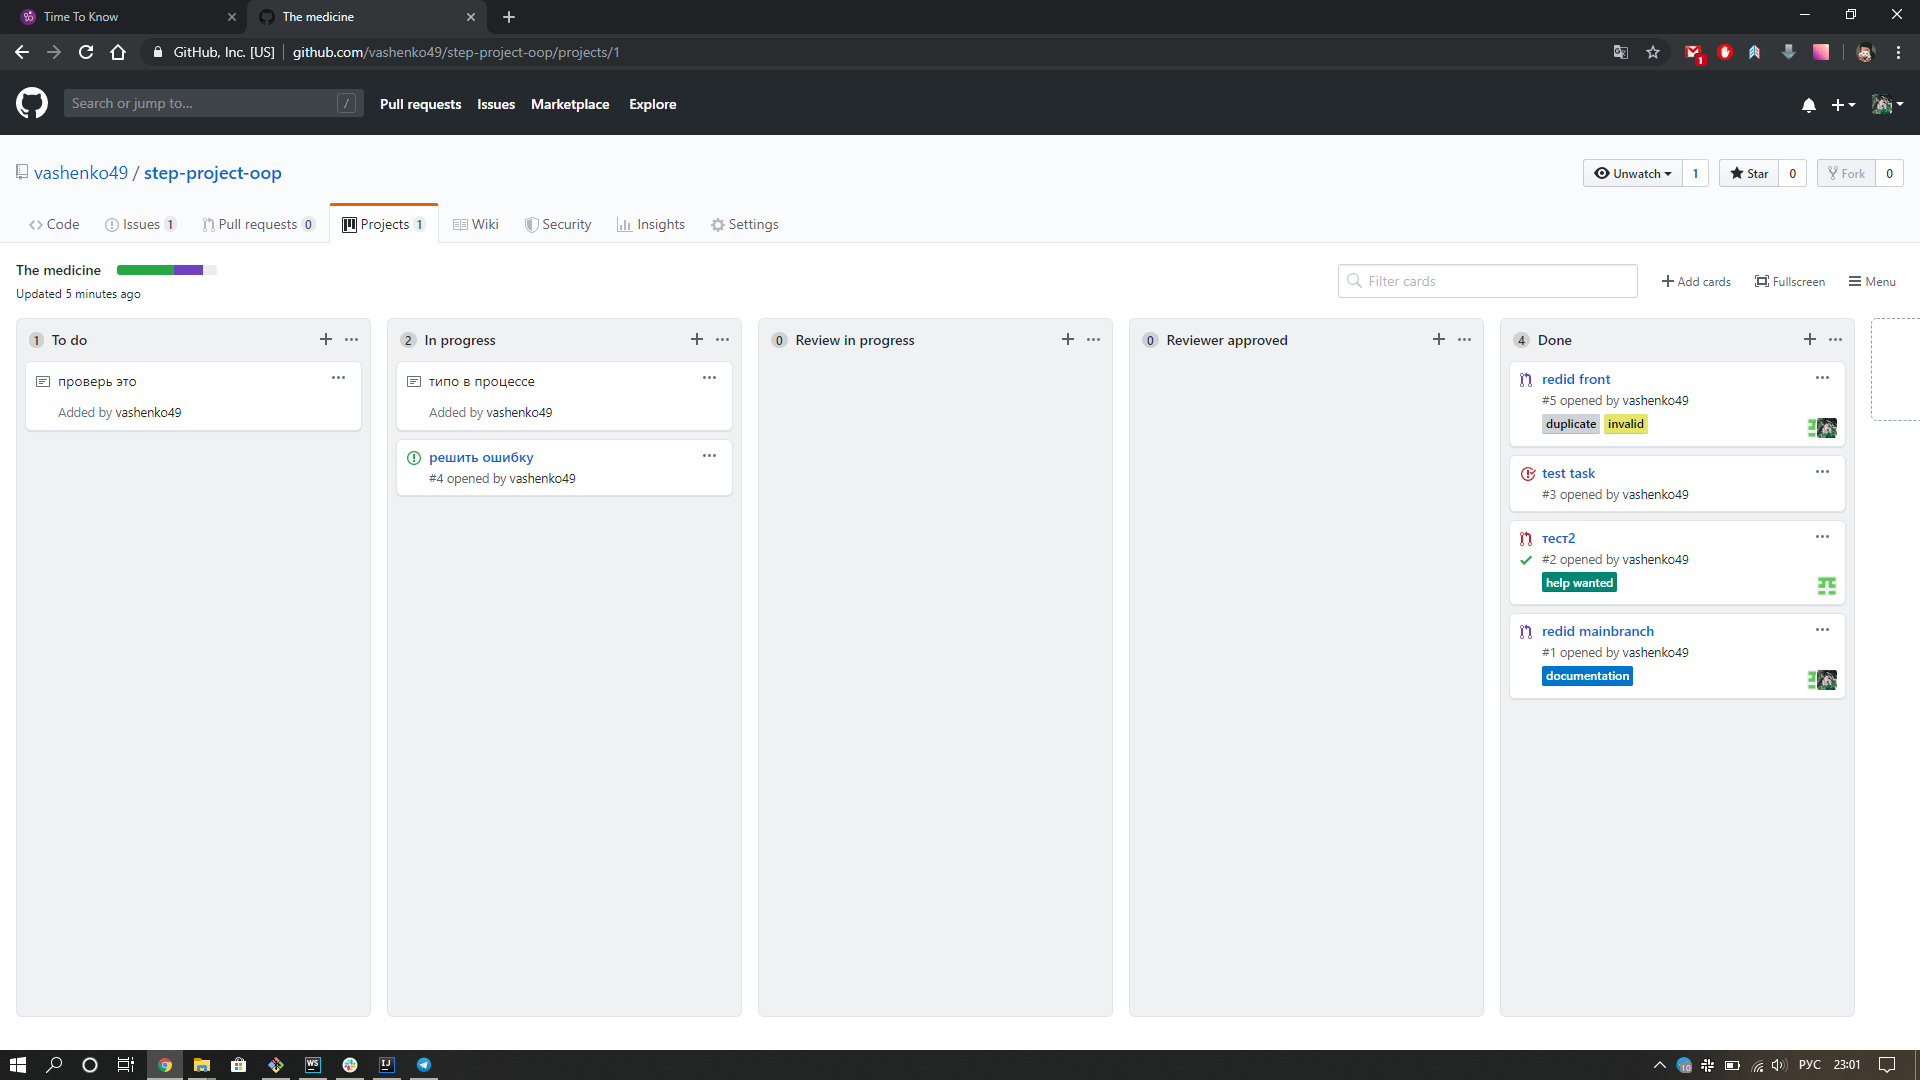 Time To Know
The medicine
GitHub, Inc. [US]
github.com/vashenko49/step-project-oop/projects/1
1
Search or jump to...
/
Pull requests
Issues
Marketplace
Explore
vashenko49 / step-project-oop
Unwatch
1
Star
0
Fork
0
Code
Issues 1
Pull requests 0
Projects 1
Wiki
Security
Insights
Settings
The medicine
Updated 5 minutes ago
Filter cards
Add cards
Fullscreen
Menu
1 To do
проверь это
Added by vashenko49
2 In progress
типо в процессе
Added by vashenko49
решить ошибку
#4 opened by vashenko49
0 Review in progress
0 Reviewer approved
4 Done
redid front
#5 opened by vashenko49
duplicate invalid
test task
#3 opened by vashenko49
тест2
#2 opened by vashenko49
help wanted
redid mainbranch
#1 opened by vashenko49
documentation
WS
IJ
10
РУС
23:01